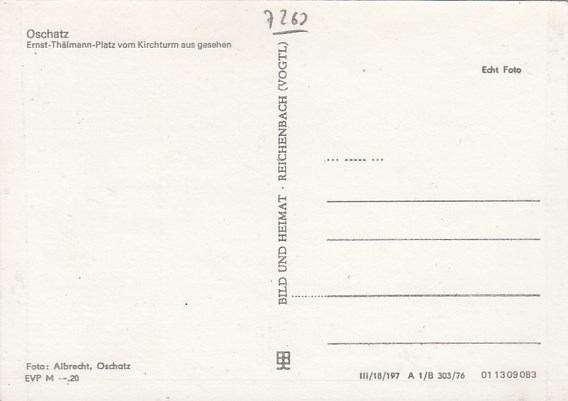 7262
Oschatz
Ernst-Thälmann-Platz vom Kirchturm aus gesehen
Echt Foto
BILD UND HEIMAT · REICHENBACH (VOGTL)
Foto: Albrecht, Oschatz
EVP M —.20
III/18/197 A 1/B 303/76 01 13 09 083